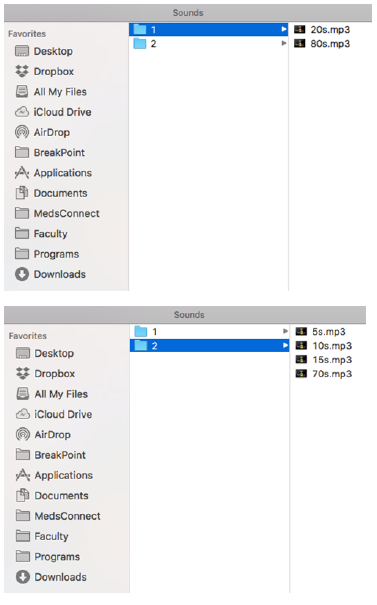 Sounds
Favorites
Desktop
Dropbox
All My Files
iCloud Drive
AirDrop
BreakPoint
Applications
Documents
MedsConnect
Faculty
Programs
Downloads
1
2
20s.mp3
80s.mp3
Sounds
Favorites
Desktop
Dropbox
All My Files
iCloud Drive
AirDrop
BreakPoint
Applications
Documents
MedsConnect
Faculty
Programs
Downloads
1
2
5s.mp3
10s.mp3
15s.mp3
70s.mp3